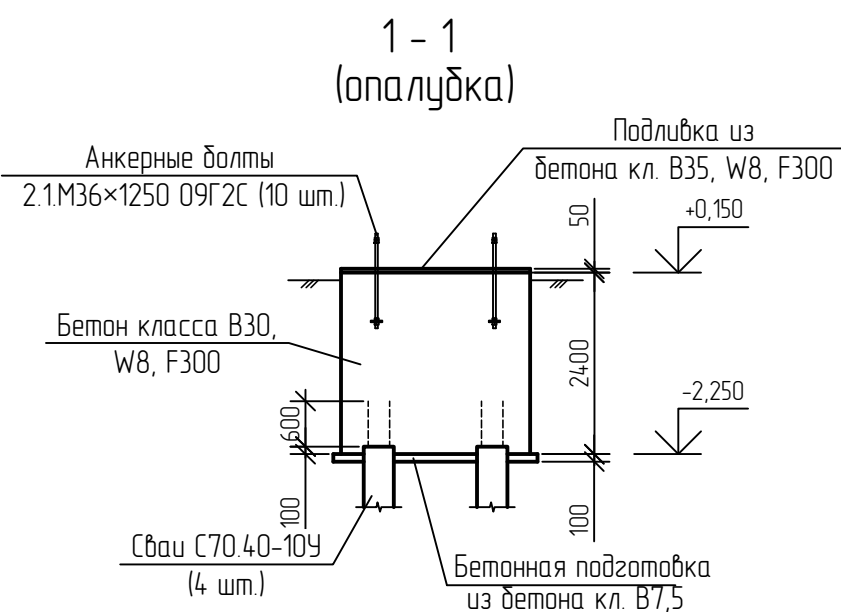 1 - 1
(опалубка)
Подливка из
бетона кл. В35, W8, F300
Анкерные болты
2.1.М36×1250 09Г2С (10 шт.)
50
+0,150
Бетон класса В30,
W8, F300
2400
-2,250
600
100
100
Сваи С70.40-10У
(4 шт.)
Бетонная подготовка
из бетона кл. В7,5